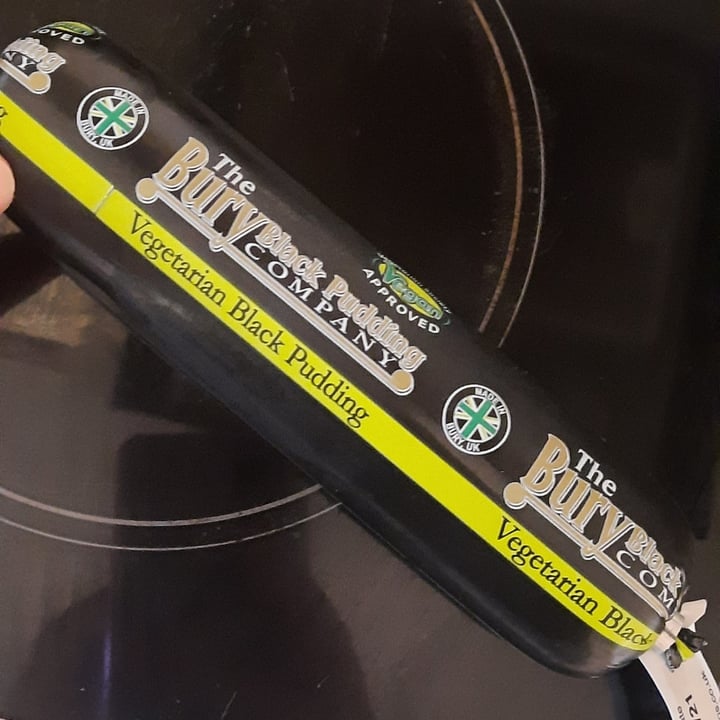 APPROVED
MADE IN
BURY, UK
The
Bury
Black Pudding
COMPANY
Vegetarian Black Pudding
Vegan
APPROVED
MADE IN
BURY, UK
The
Bury
Black
COM
Vegetarian Black
21